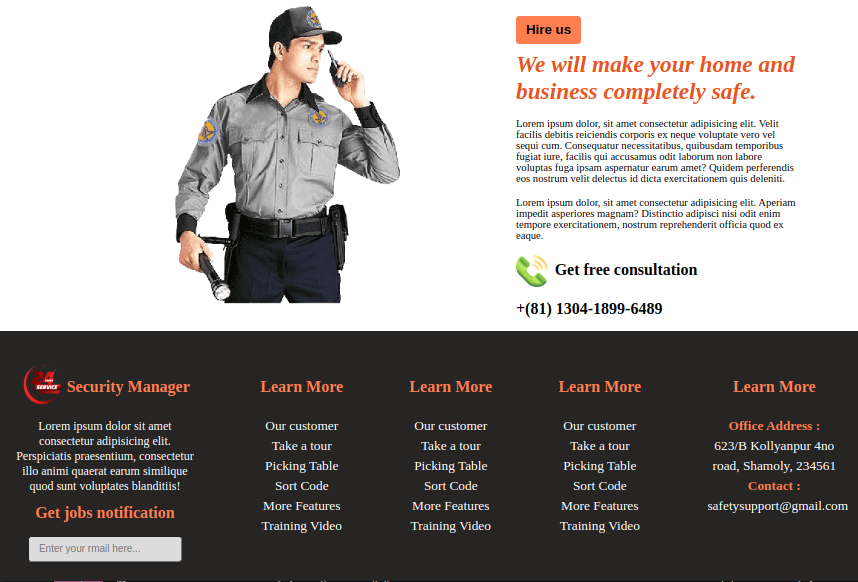 Hire us
We will make your home and
business completely safe.
Lorem ipsum dolor, sit amet consectetur adipisicing elit. Velit
facilis debitis reiciendis corporis ex neque voluptate vero vel
sequi cum. Consequatur necessitatibus, quibusdam temporibus
fugiat iure, facilis qui accusamus odit laborum non labore
voluptas fuga ipsam aspernatur earum amet? Quidem perferendis
eos nostrum velit delectus id dicta exercitationem quis deleniti.
Lorem ipsum dolor, sit amet consectetur adipisicing elit. Aperiam
impedit asperiores magnam? Distinctio adipisci nisi odit enim
tempore exercitationem, nostrum reprehenderit officia quod ex
eaque.
Get free consultation
+(81) 1304-1899-6489
24
SERVICE
Security Manager
Lorem ipsum dolor sit amet
consectetur adipisicing elit.
Perspiciatis praesentium, consectetur
illo animi quaerat earum similique
quod sunt voluptates blanditiis!
Get jobs notification
Enter your rmail here...
Learn More
Our customer
Take a tour
Picking Table
Sort Code
More Features
Training Video
Learn More
Our customer
Take a tour
Picking Table
Sort Code
More Features
Training Video
Learn More
Our customer
Take a tour
Picking Table
Sort Code
More Features
Training Video
Learn More
Office Address :
623/B Kollyanpur 4no
road, Shamoly, 234561
Contact :
safetysupport@gmail.com